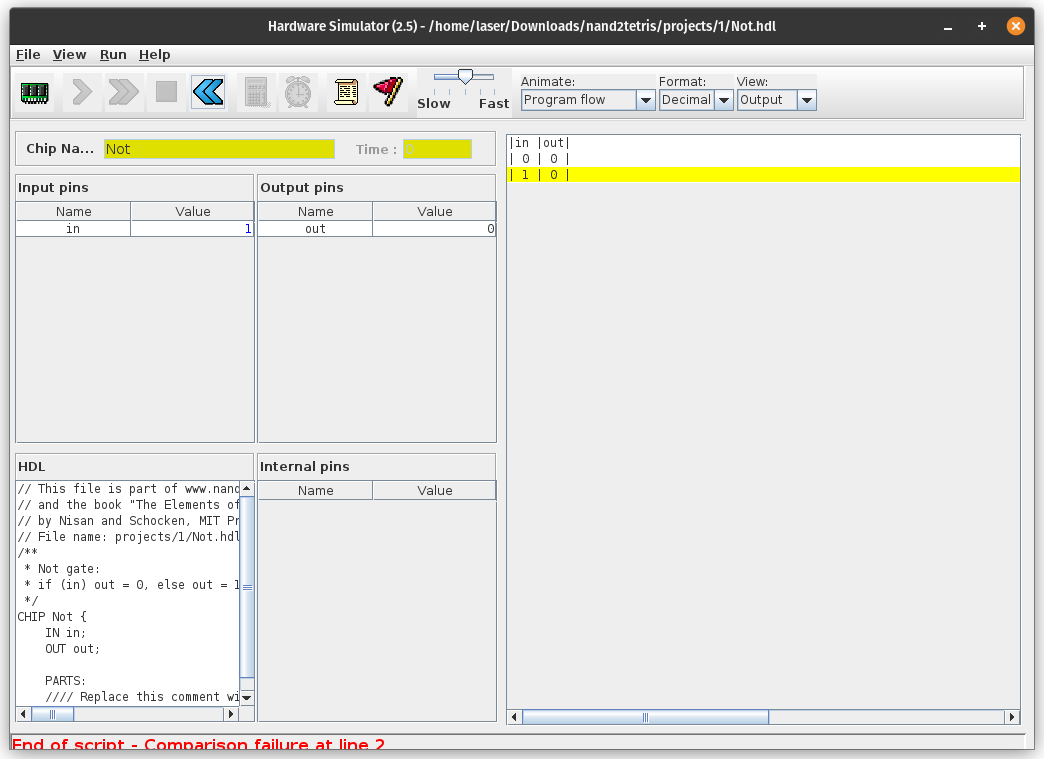 Hardware Simulator (2.5) - /home/laser/Downloads/nand2tetris/projects/1/Not.hdl
File View Run Help
Slow Fast
Animate:
Program flow
Format:
Decimal
View:
Output
Chip Na... Not Time : 0
Input pins
Name Value
in 1
Output pins
Name Value
out 0
HDL
// This file is part of www.nand
// and the book "The Elements of
// by Nisan and Schocken, MIT Pr
// File name: projects/1/Not.hdl
/**
* Not gate:
* if (in) out = 0, else out = 1
*/
CHIP Not {
IN in;
OUT out;
PARTS:
//// Replace this comment wi
Internal pins
Name Value
|in |out|
| 0 | 0 |
| 1 | 0 |
End of script - Comparison failure at line 2